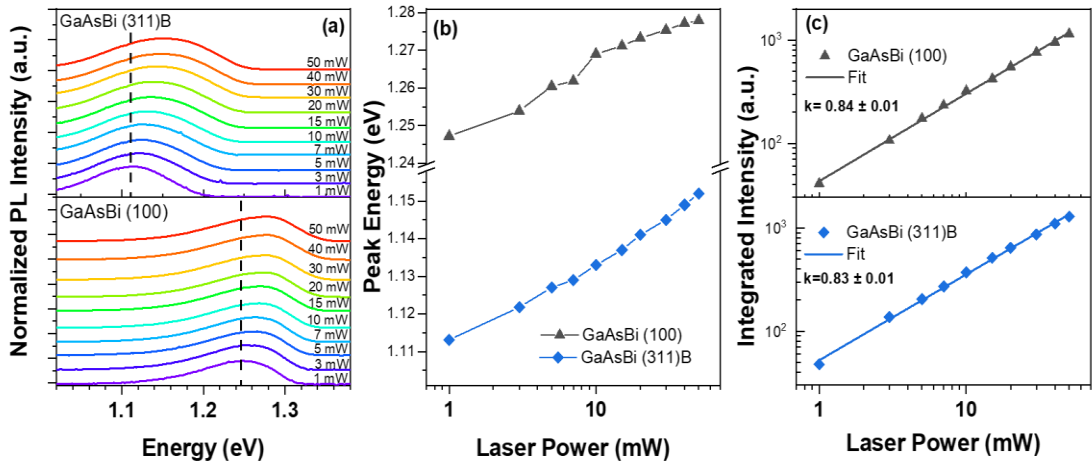 Normalized PL Intensity (a.u.)
(a)
GaAsBi (311)B
50 mW
40 mW
30 mW
20 mW
15 mW
10 mW
7 mW
5 mW
3 mW
1 mW
GaAsBi (100)
50 mW
40 mW
30 mW
20 mW
15 mW
10 mW
7 mW
5 mW
3 mW
1 mW
1.1
1.2
1.3
Energy (eV)
(b)
Peak Energy (eV)
1.28
1.26
1.25
1.24
1.15
1.14
1.13
1.12
1.11
GaAsBi (100)
GaAsBi (311)B
1
10
Laser Power (mW)
(c)
Integrated Intensity (a.u.)
10³
10²
GaAsBi (100)
Fit
k= 0.84 ± 0.01
10³
10²
GaAsBi (311)B
Fit
k=0.83 ± 0.01
1
10
Laser Power (mW)